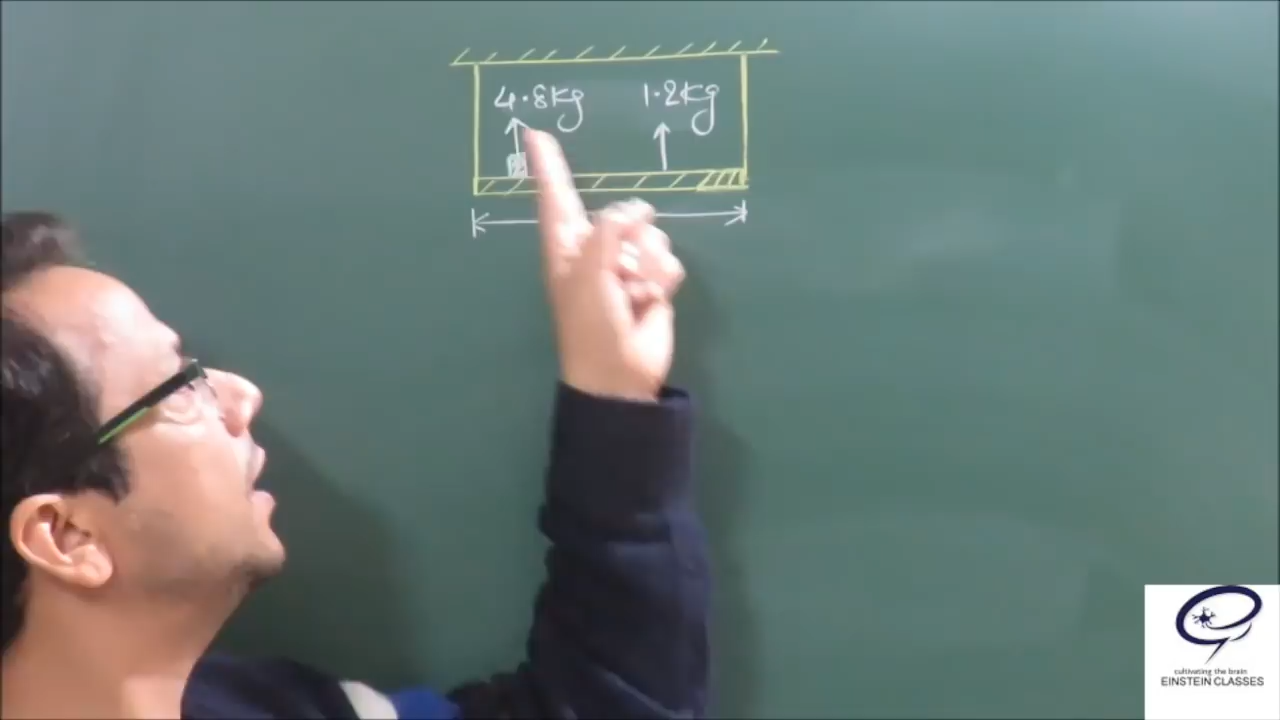 4.8kg 1.2kg
cultivating the brain
EINSTEIN CLASSES